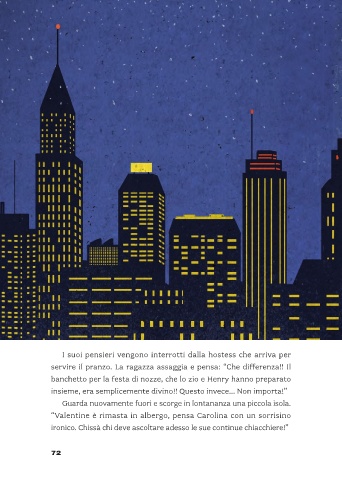 I suoi pensieri vengono interrotti dalla hostess che arriva per
servire il pranzo. La ragazza assaggia e pensa: “Che differenza!! Il
banchetto per la festa di nozze, che lo zio e Henry hanno preparato
insieme, era semplicemente divino!! Questo invece... Non importa!”
Guarda nuovamente fuori e scorge in lontananza una piccola isola.
“Valentine è rimasta in albergo, pensa Carolina con un sorrisino
ironico. Chissà chi deve ascoltare adesso le sue continue chiacchiere!”
72